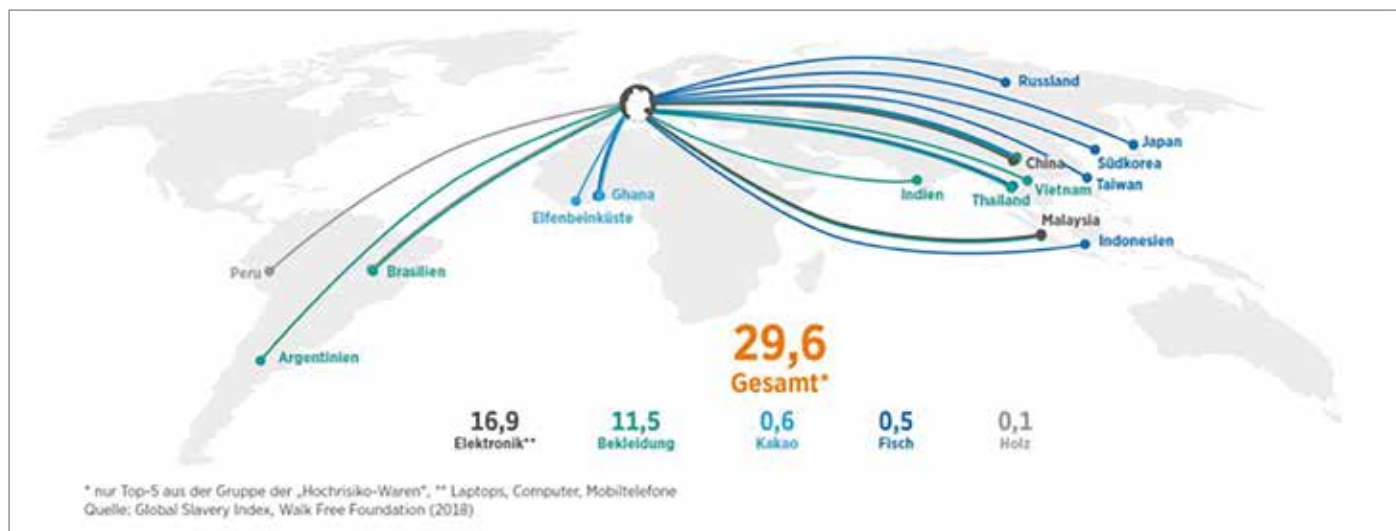 Russland
Japan
Südkorea
China
Taiwan
Indien
Vietnam
Thailand
Ghana
Elfenbeinküste
Malaysia
Indonesien
Peru
Brasilien
Argentinien
29,6
Gesamt*
16,9
Elektronik**
11,5
Bekleidung
0,6
Kakao
0,5
Fisch
0,1
Holz
* nur Top-5 aus der Gruppe der „Hochrisiko-Waren“, ** Laptops, Computer, Mobiltelefone
Quelle: Global Slavery Index, Walk Free Foundation (2018)